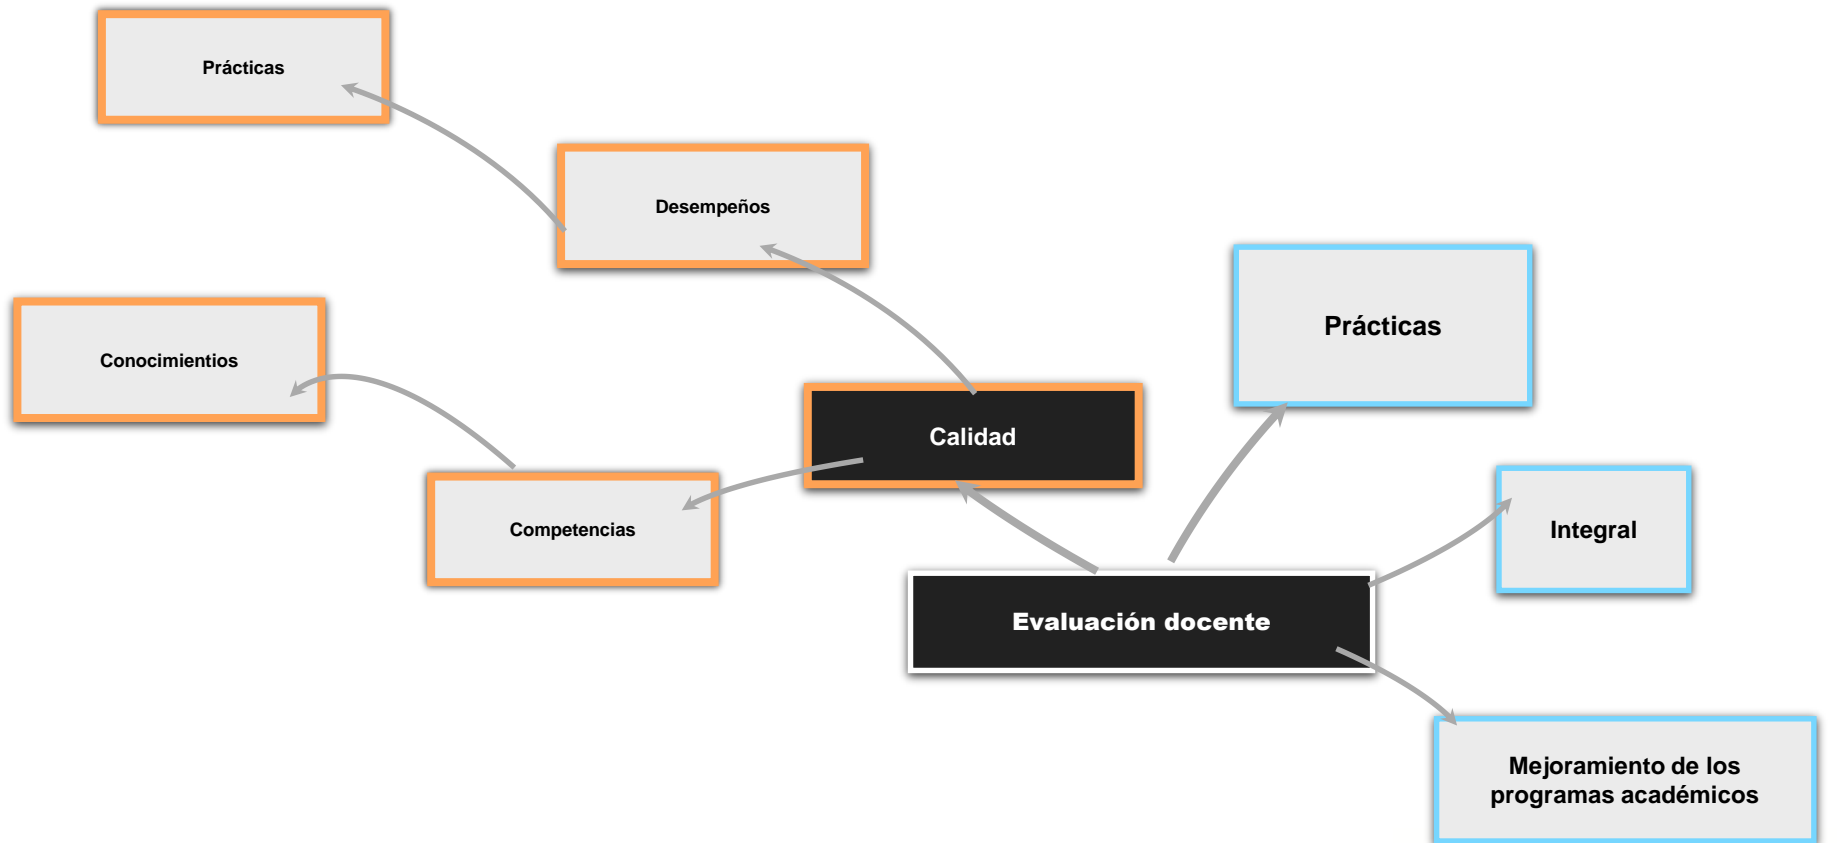 Prácticas
Desempeños
Prácticas
Conocimientios
Calidad
Competencias
Integral
Evaluación docente
Mejoramiento de los
programas académicos